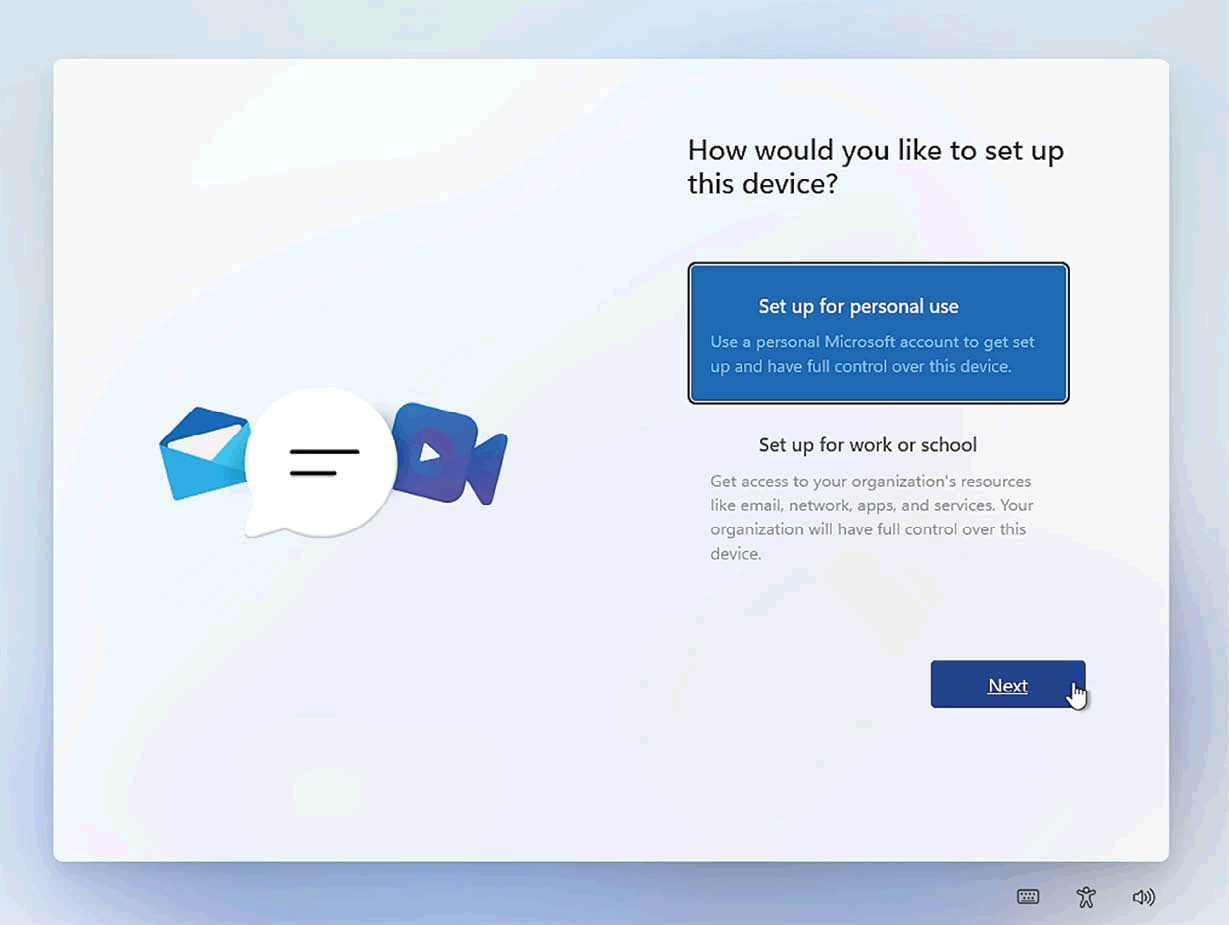 How would you like to set up
this device?
Set up for personal use
Use a personal Microsoft account to get set
up and have full control over this device.
Set up for work or school
Get access to your organization's resources
like email, network, apps, and services. Your
organization will have full control over this
device.
Next